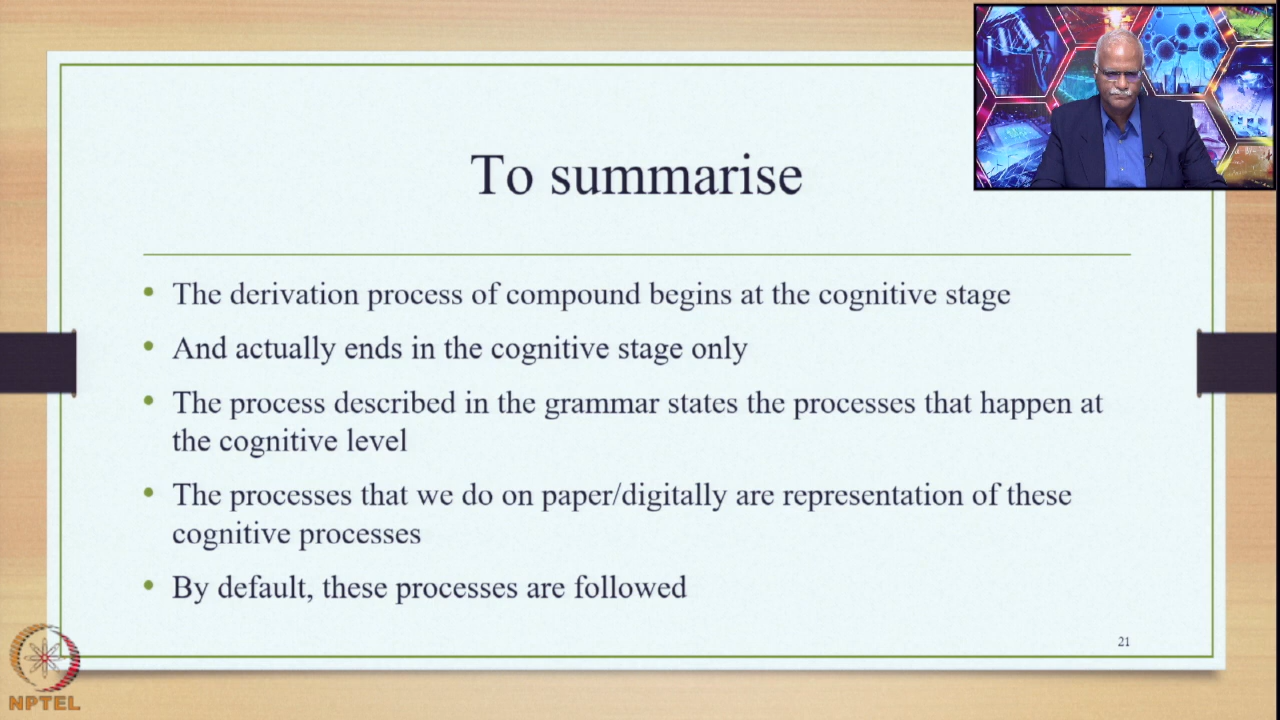 To summarise
• The derivation process of compound begins at the cognitive stage
• And actually ends in the cognitive stage only
• The process described in the grammar states the processes that happen at
the cognitive level
• The processes that we do on paper/digitally are representation of these
cognitive processes
• By default, these processes are followed
21
NPTEL